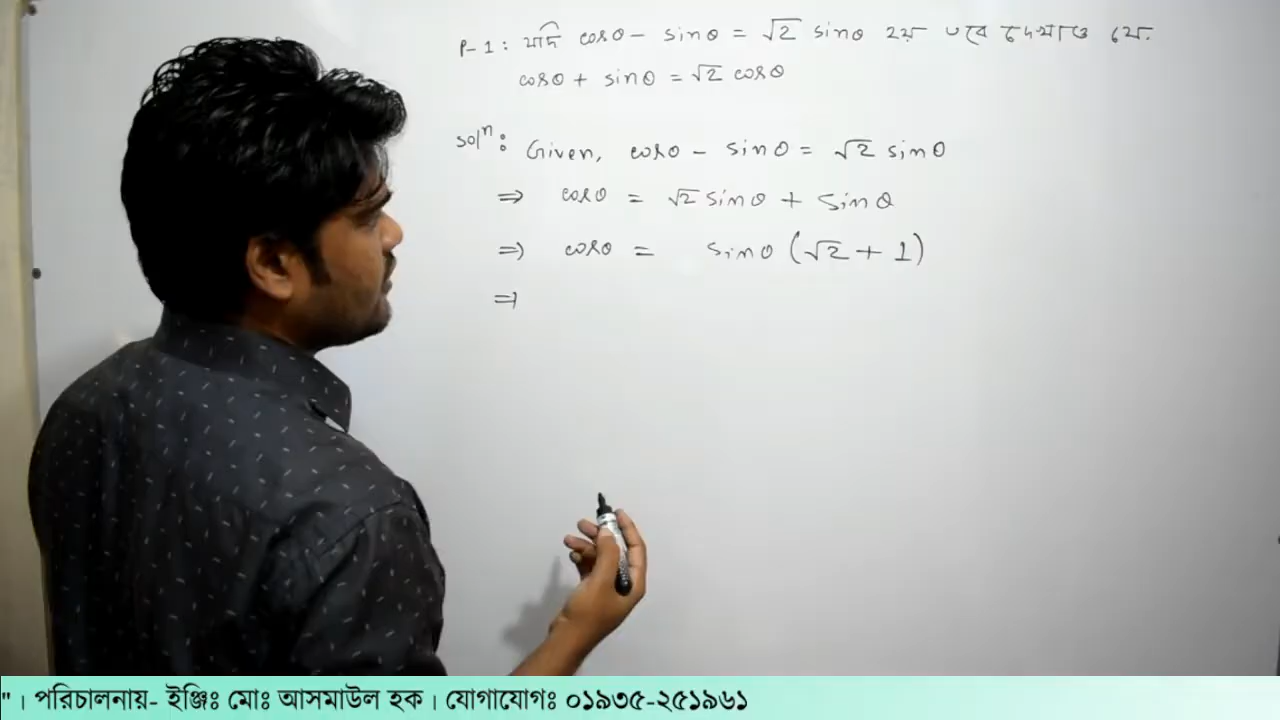 P-1: যদি cosθ - sinθ = √2 sinθ হয় তবে দেখাও যে.
cosθ + sinθ = √2 cosθ
Solⁿ: Given, cosθ - sinθ = √2 sinθ
⇒ cosθ = √2 sinθ + sinθ
⇒ cosθ = sinθ (√2 + 1)
⇒
"। পরিচালনায়- ইঞ্জিঃ মোঃ আসমাউল হক। যোগাযোগঃ ০১৯৩৫-২৫১৯৬১